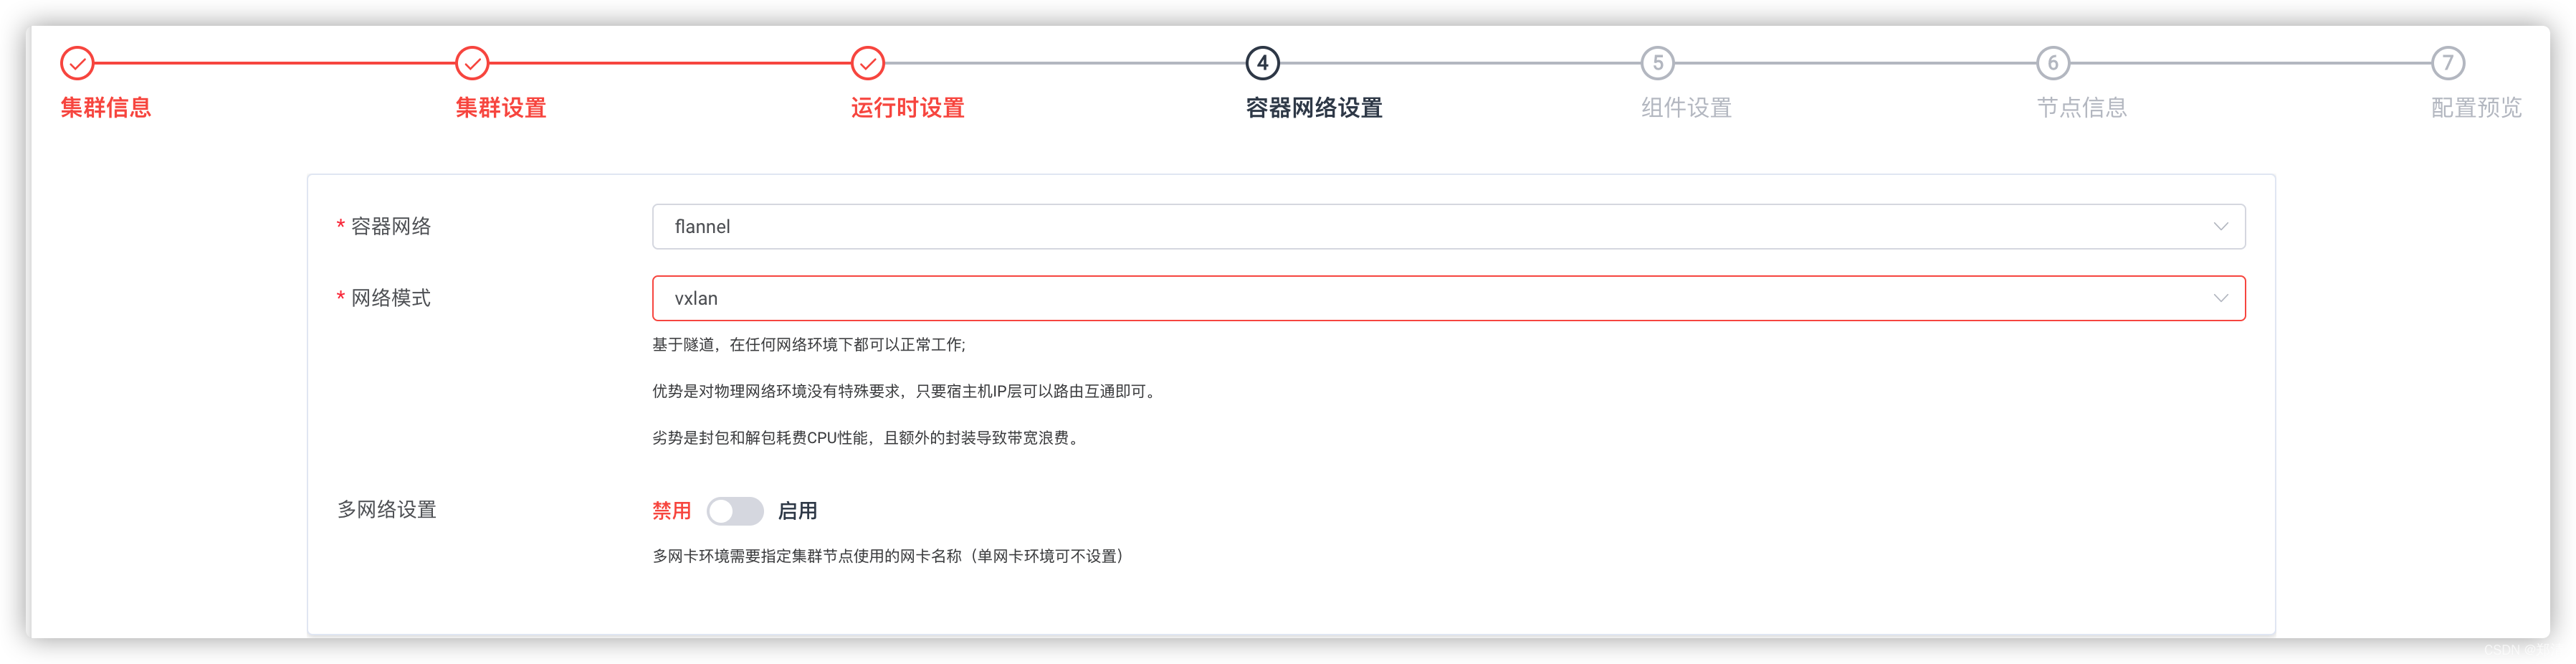 4
5
6
7
集群信息
集群设置
运行时设置
容器网络设置
组件设置
节点信息
配置预览
* 容器网络
flannel
* 网络模式
vxlan
基于隧道，在任何网络环境下都可以正常工作;
优势是对物理网络环境没有特殊要求，只要宿主机IP层可以路由互通即可。
劣势是封包和解包耗费CPU性能，且额外的封装导致带宽浪费。
多网络设置
禁用
启用
多网卡环境需要指定集群节点使用的网卡名称（单网卡环境可不设置）